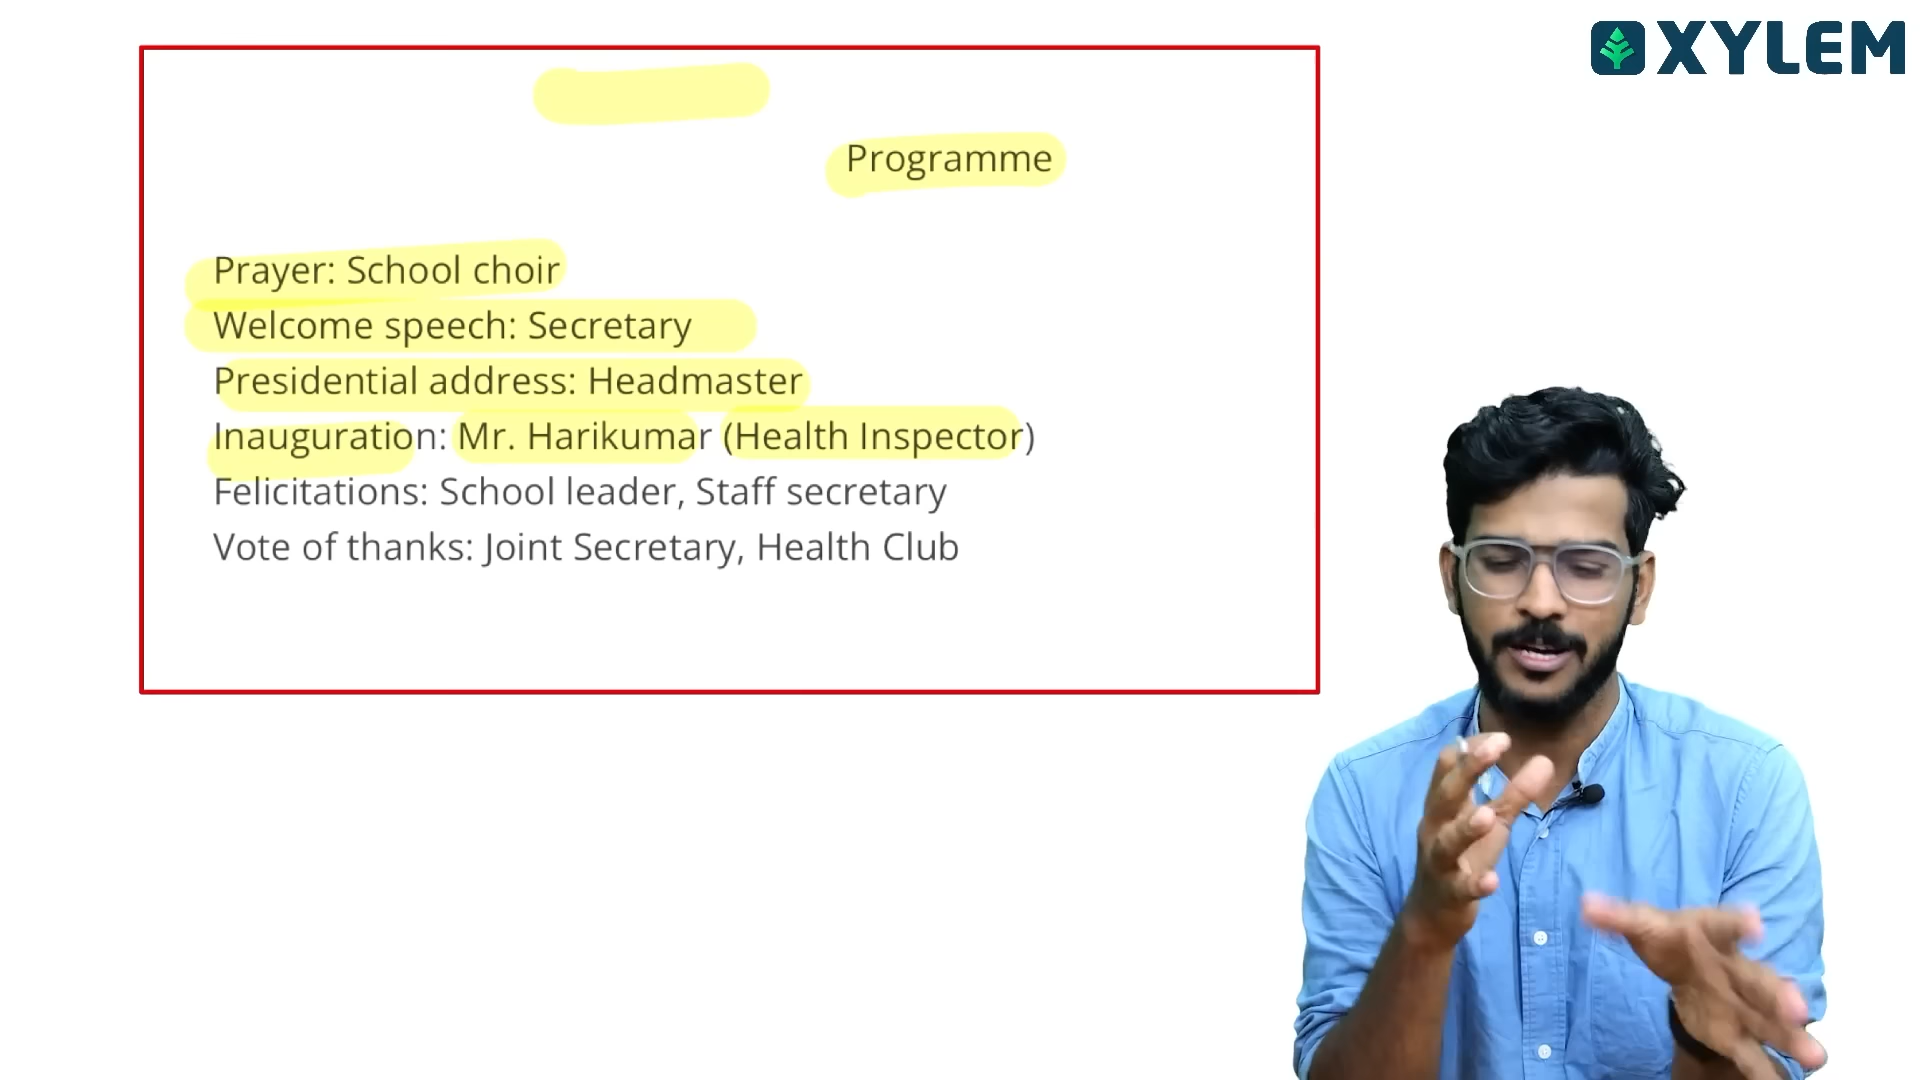 XYLEM
Programme
Prayer: School choir
Welcome speech: Secretary
Presidential address: Headmaster
Inauguration: Mr. Harikumar (Health Inspector)
Felicitations: School leader, Staff secretary
Vote of thanks: Joint Secretary, Health Club